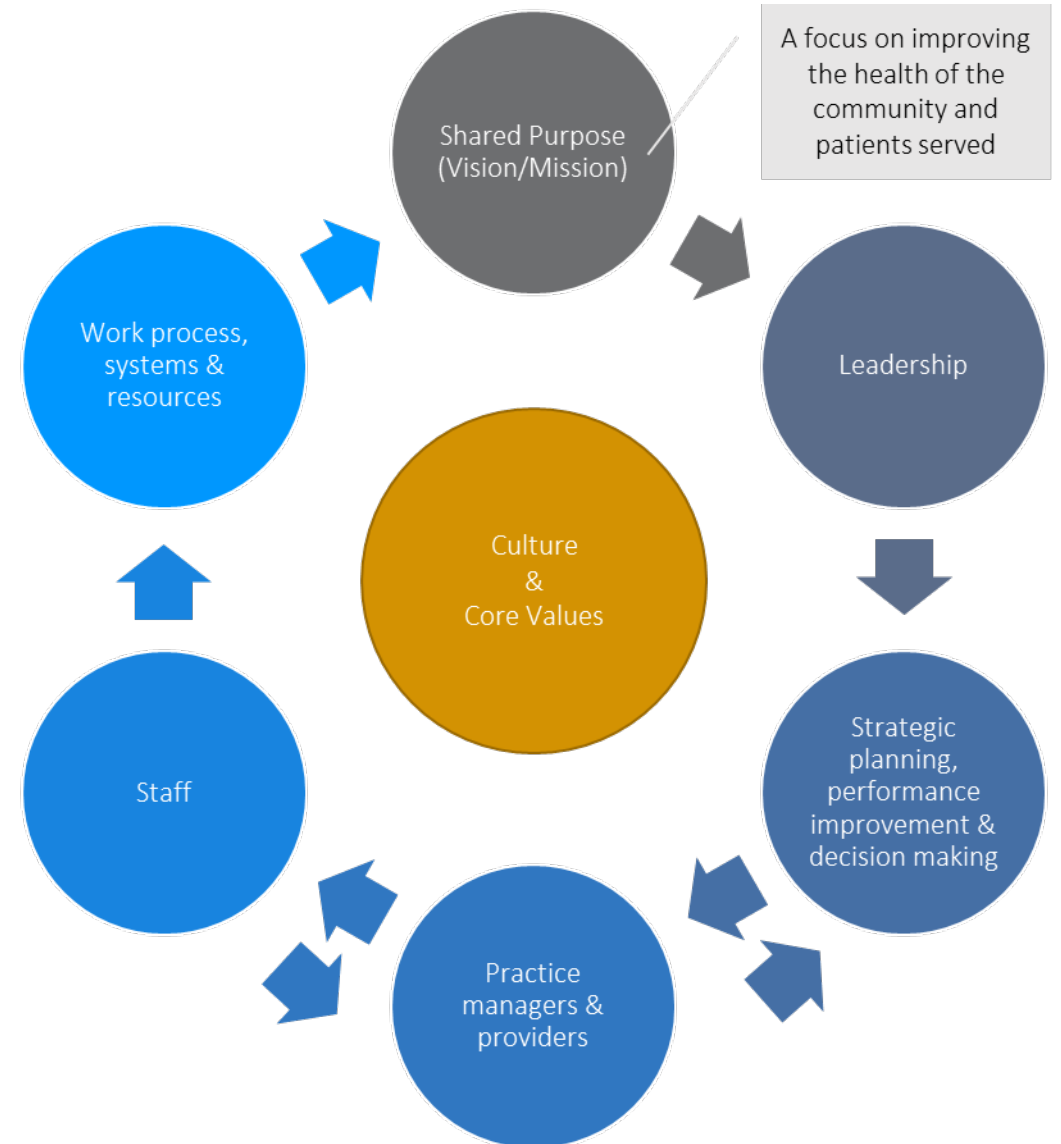 A focus on improving
the health of the
community and
patients served
Shared Purpose
(Vision/Mission)
Leadership
Strategic
planning,
performance
improvement &
decision making
Practice
managers &
providers
Staff
Work process,
systems &
resources
Culture
&
Core Values